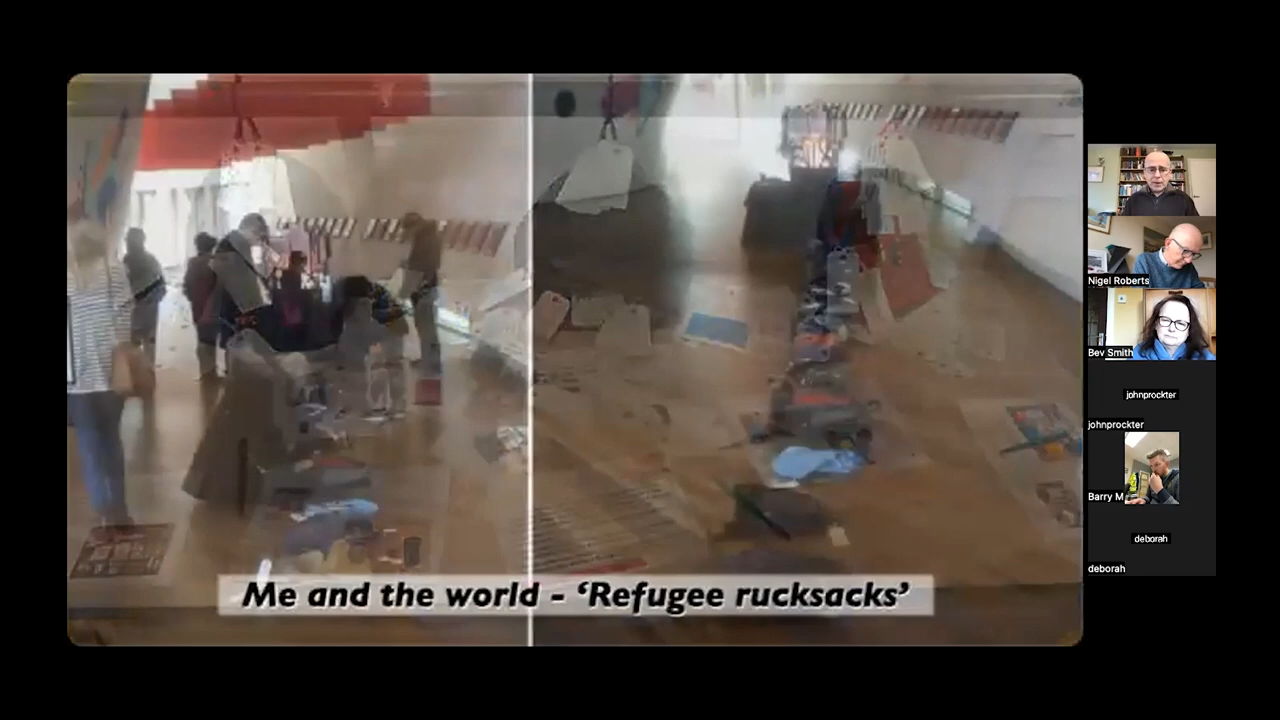 Me and the world - ‘Refugee rucksacks’
Nigel Roberts
Bev Smith
johnprockter
johnprockter
Barry M
deborah
deborah